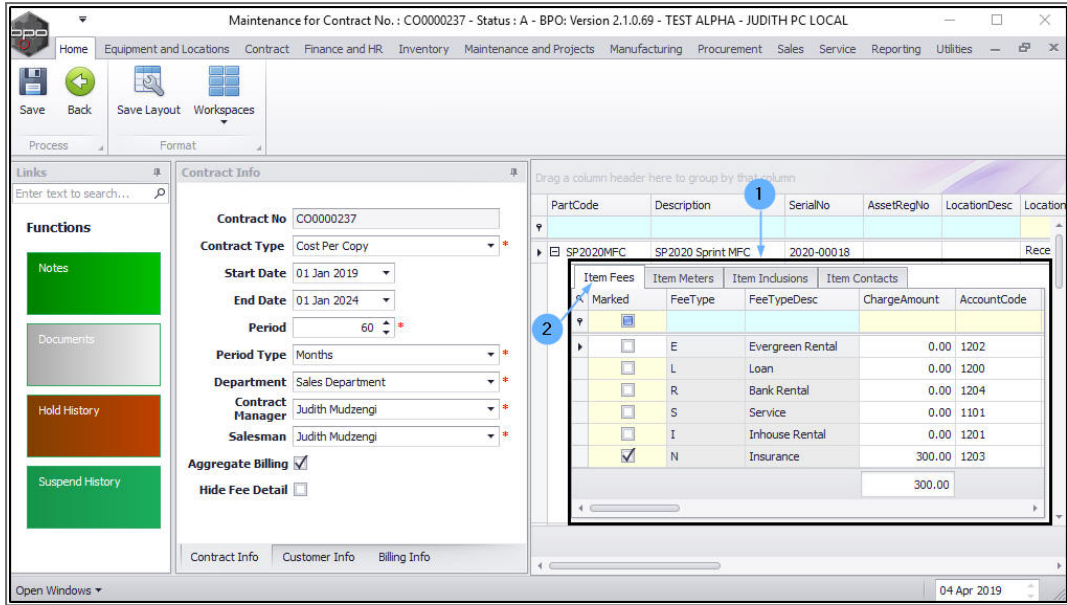 Maintenance for Contract No. : CO0000237 - Status : A - BPO: Version 2.1.0.69 - TEST ALPHA - JUDITH PC LOCAL
bpo
Home Equipment and Locations Contract Finance and HR Inventory Maintenance and Projects Manufacturing Procurement Sales Service Reporting Utilities
Save Back Save Layout Workspaces
Process Format
Links
Enter text to search...
Functions
Notes
Documents
Hold History
Suspend History
Contract Info
Contract No CO0000237
Contract Type Cost Per Copy *
Start Date 01 Jan 2019
End Date 01 Jan 2024
Period 60 *
Period Type Months *
Department Sales Department *
Contract Manager Judith Mudzengi *
Salesman Judith Mudzengi *
Aggregate Billing
Hide Fee Detail
Contract Info Customer Info Billing Info
Drag a column header here to group by that column
1
PartCode Description SerialNo AssetRegNo LocationDesc Location
SP2020MFC SP2020 Sprint MFC 2020-00018 Rece
Item Fees Item Meters Item Inclusions Item Contacts
2
Marked FeeType FeeTypeDesc ChargeAmount AccountCode
E Evergreen Rental 0.00 1202
L Loan 0.00 1200
R Bank Rental 0.00 1204
S Service 0.00 1101
I Inhouse Rental 0.00 1201
N Insurance 300.00 1203
300.00
Open Windows 04 Apr 2019